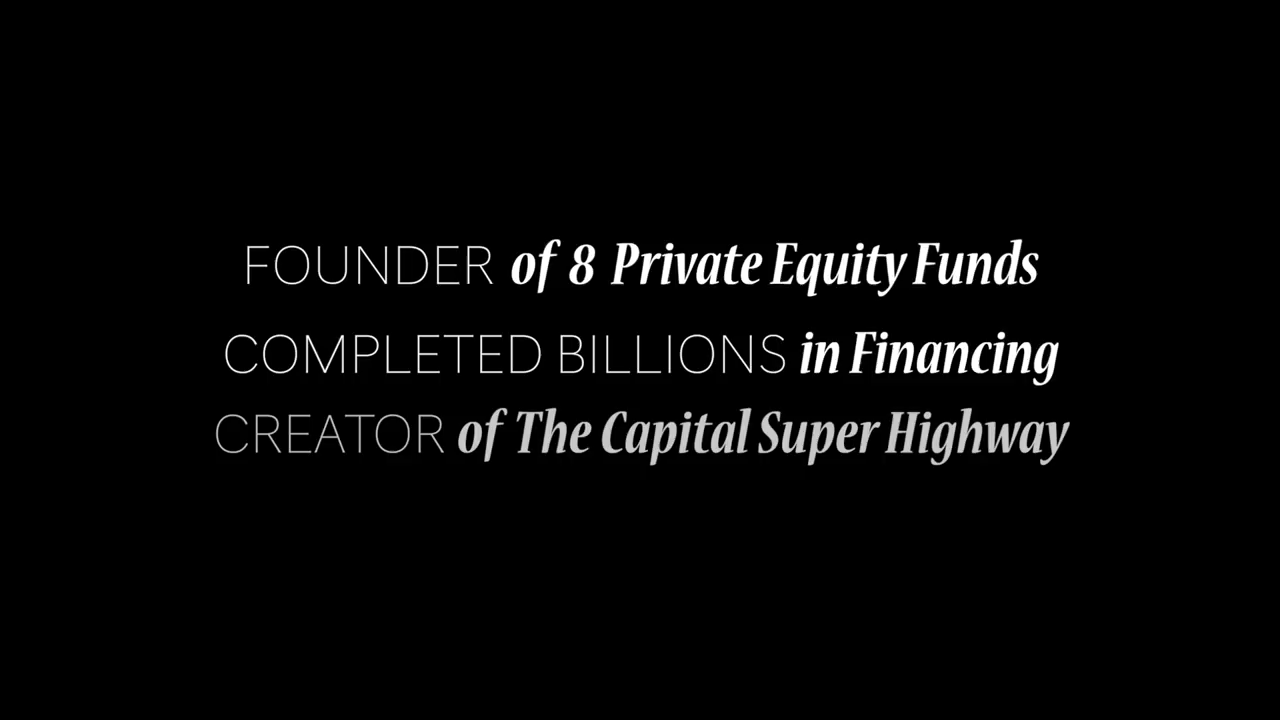 FOUNDER of 8 Private Equity Funds
COMPLETED BILLIONS in Financing
CREATOR of The Capital Super Highway